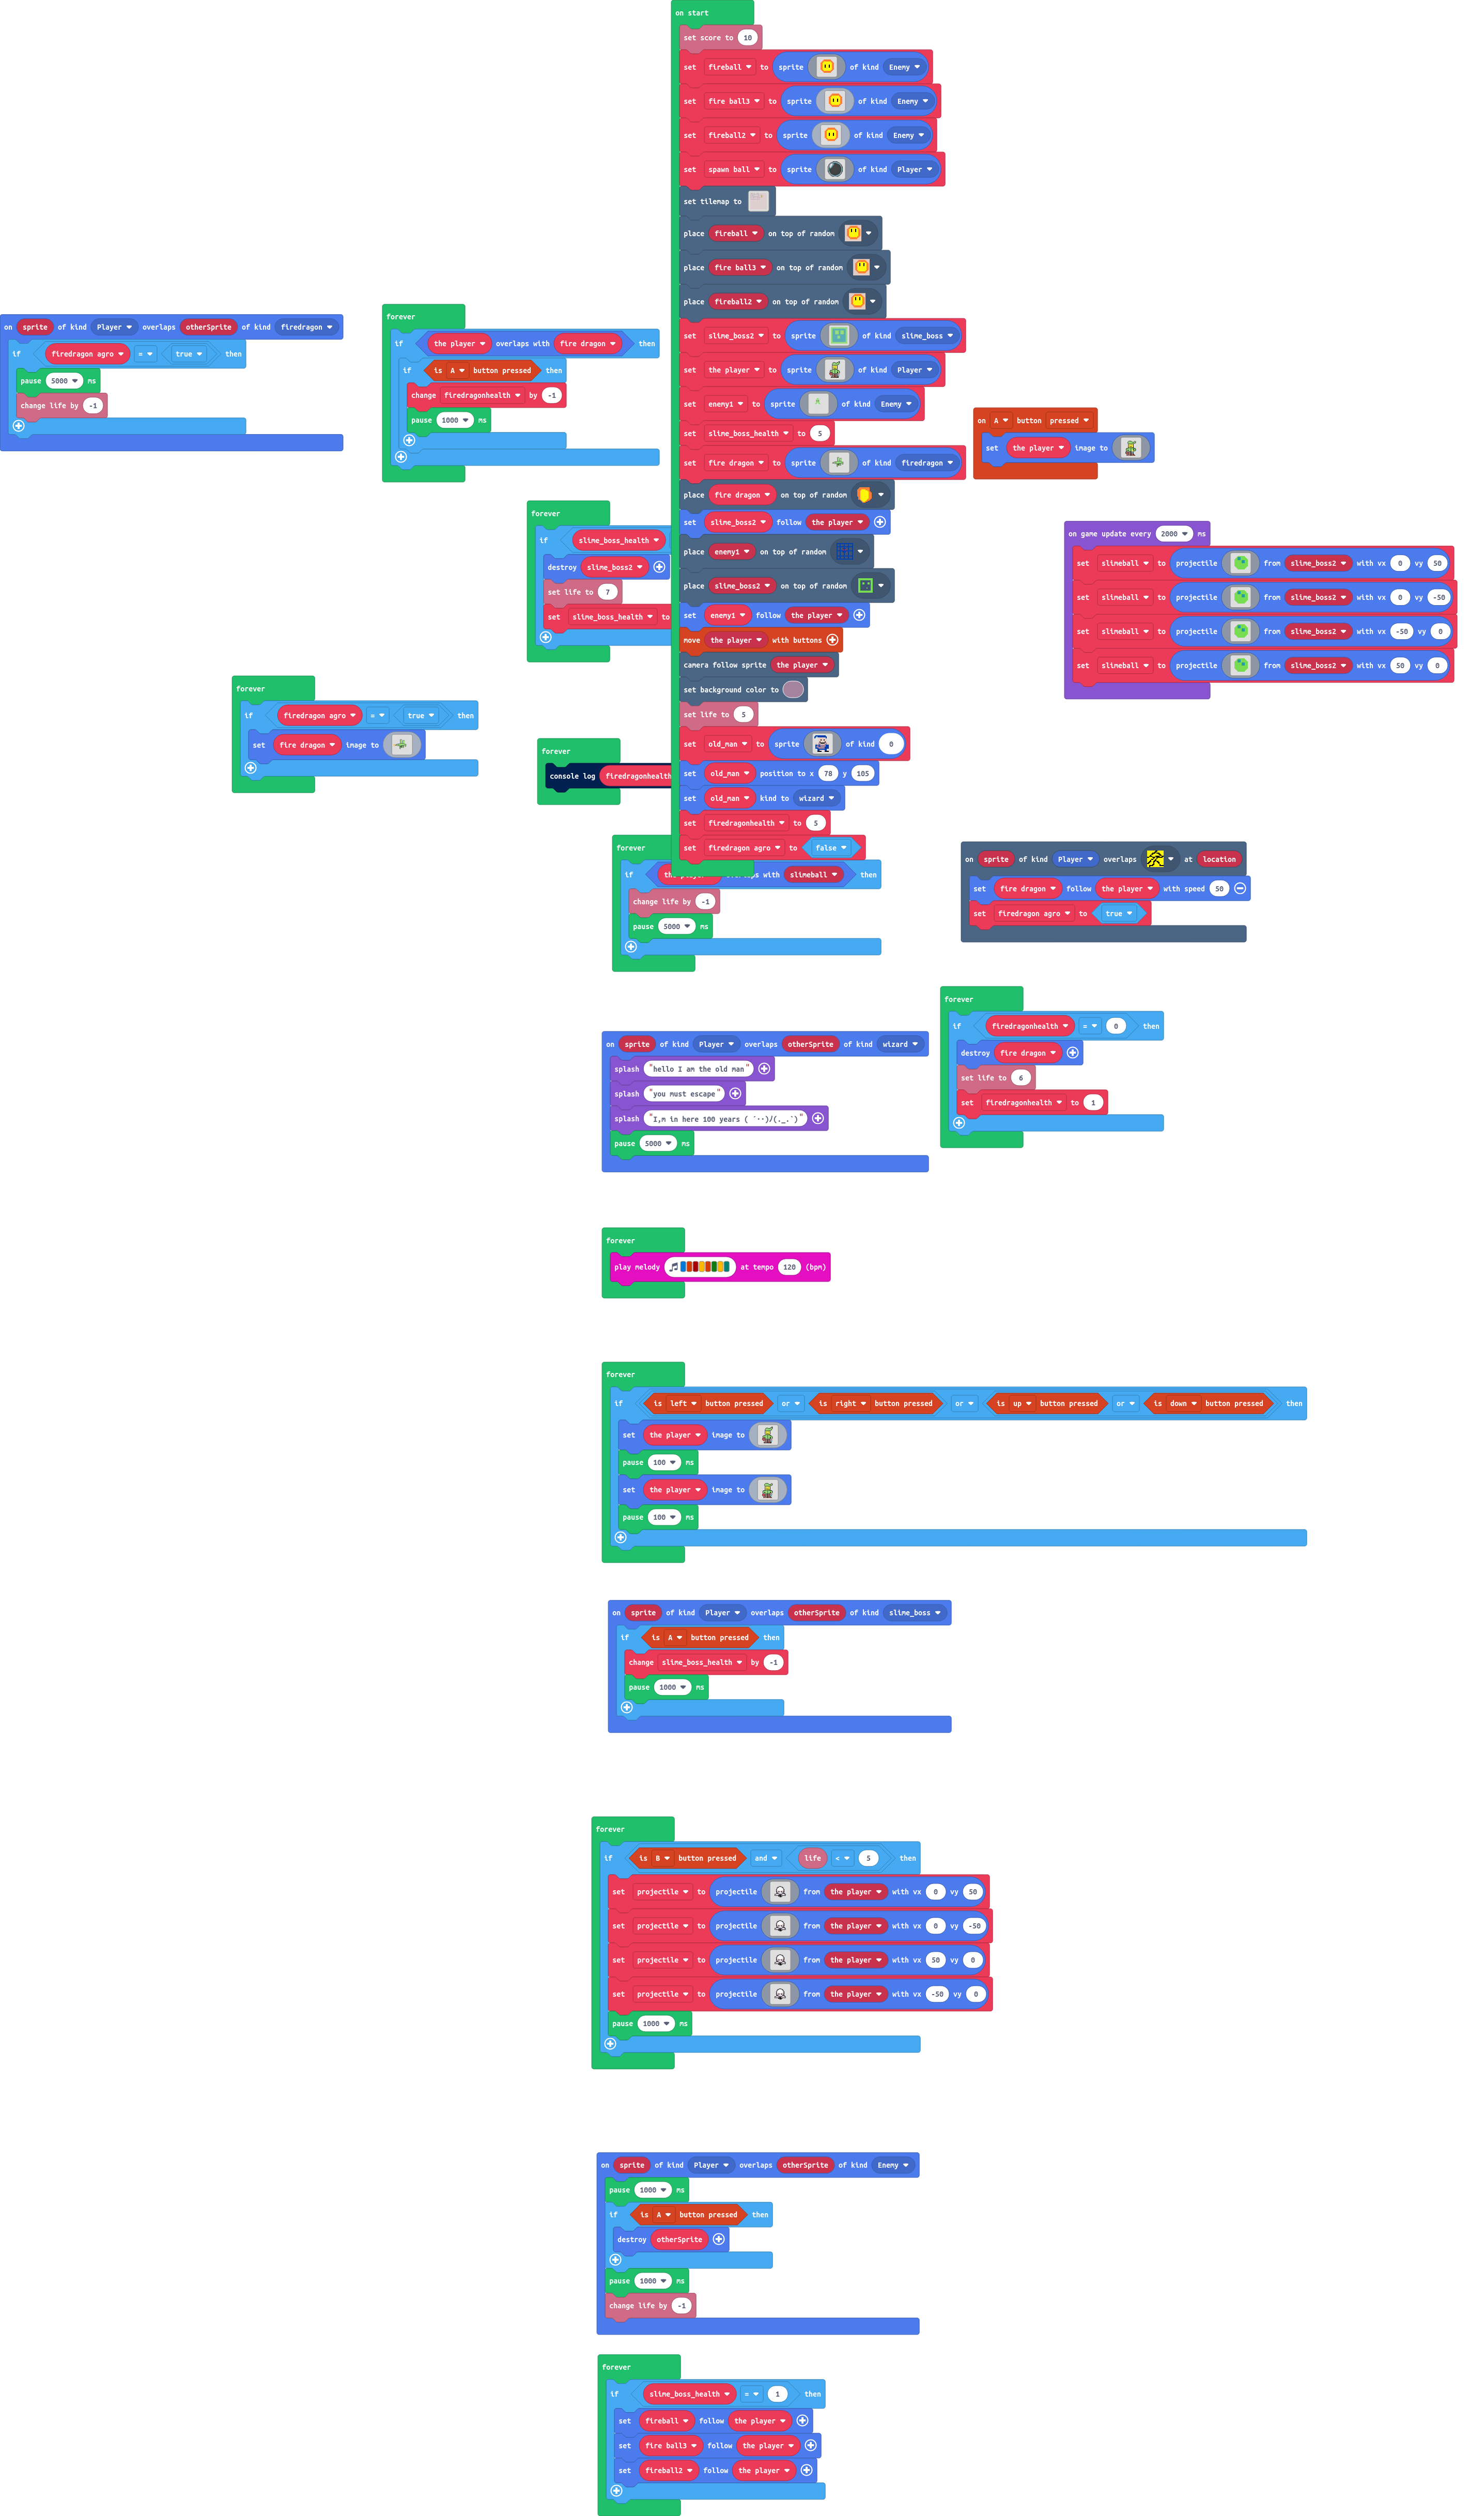 on start
set score to 10
set fireball to sprite of kind Enemy
set fire ball3 to sprite of kind Enemy
set fireball2 to sprite of kind Enemy
set spawn ball to sprite of kind Player
set tilemap to
place fireball on top of random
place fire ball3 on top of random
place fireball2 on top of random
set slime_boss2 to sprite of kind slime_boss
set the player to sprite of kind Player
set enemy1 to sprite of kind Enemy
set slime_boss_health to 5
set fire dragon to sprite of kind firedragon
place fire dragon on top of random
set slime_boss2 follow the player
place enemy1 on top of random
place slime_boss2 on top of random
set enemy1 follow the player
move the player with buttons
camera follow sprite the player
set background color to
set life to 5
set old_man to sprite of kind 0
set old_man position to x 78 y 105
set old_man kind to wizard
set firedragonhealth to 5
set firedragon agro to false
on sprite of kind Player overlaps otherSprite of kind firedragon
if firedragon agro = true then
pause 5000 ms
change life by -1
forever
if the player overlaps with fire dragon then
if is A button pressed then
change firedragonhealth by -1
pause 1000 ms
on A button pressed
set the player image to
forever
if slime_boss_health
destroy slime_boss2
set life to 7
set slime_boss_health to
on game update every 2000 ms
set slimeball to projectile from slime_boss2 with vx 0 vy 50
set slimeball to projectile from slime_boss2 with vx 0 vy -50
set slimeball to projectile from slime_boss2 with vx -50 vy 0
set slimeball to projectile from slime_boss2 with vx 50 vy 0
forever
if firedragon agro = true then
set fire dragon image to
forever
console log firedragonhealth
forever
if with slimeball then
change life by -1
pause 5000 ms
on sprite of kind Player overlaps at location
set fire dragon follow the player with speed 50
set firedragon agro to true
forever
if firedragonhealth = 0 then
destroy fire dragon
set life to 6
set firedragonhealth to 1
on sprite of kind Player overlaps otherSprite of kind wizard
splash "hello I am the old man"
splash "you must escape"
splash "I,m in here 100 years ( ˙··)ﾉ(._.`)"
pause 5000 ms
forever
play melody at tempo 120 (bpm)
forever
if is left button pressed or is right button pressed or is up button pressed or is down button pressed then
set the player image to
pause 100 ms
set the player image to
pause 100 ms
on sprite of kind Player overlaps otherSprite of kind slime_boss
if is A button pressed then
change slime_boss_health by -1
pause 1000 ms
forever
if is B button pressed and life < 5 then
set projectile to projectile from the player with vx 0 vy 50
set projectile to projectile from the player with vx 0 vy -50
set projectile to projectile from the player with vx 50 vy 0
set projectile to projectile from the player with vx -50 vy 0
pause 1000 ms
on sprite of kind Player overlaps otherSprite of kind Enemy
pause 1000 ms
if is A button pressed then
destroy otherSprite
pause 1000 ms
change life by -1
forever
if slime_boss_health = 1 then
set fireball follow the player
set fire ball3 follow the player
set fireball2 follow the player